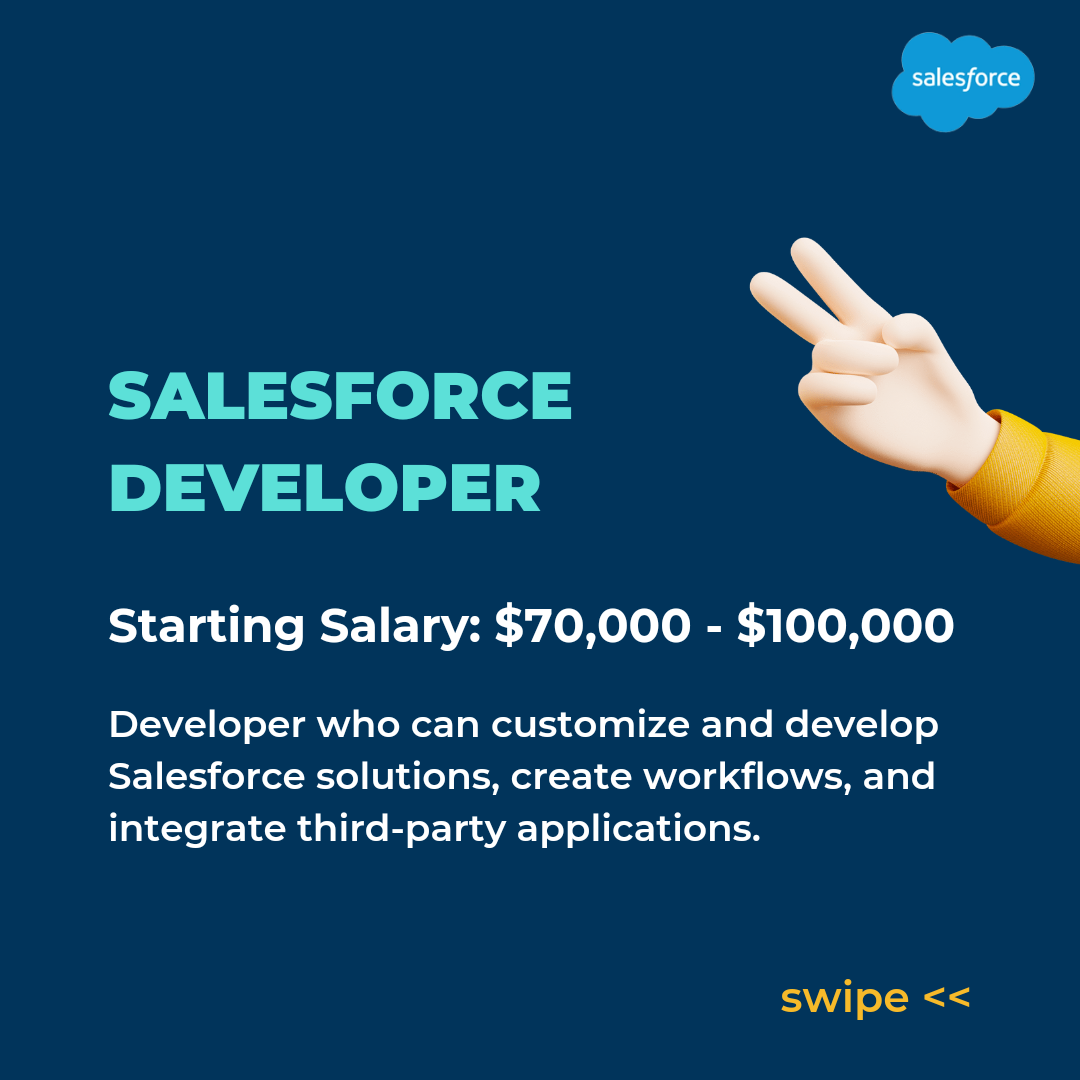 salesforce
SALESFORCE
DEVELOPER
Starting Salary: $70,000 - $100,000
Developer who can customize and develop
Salesforce solutions, create workflows, and
integrate third-party applications.
swipe <<